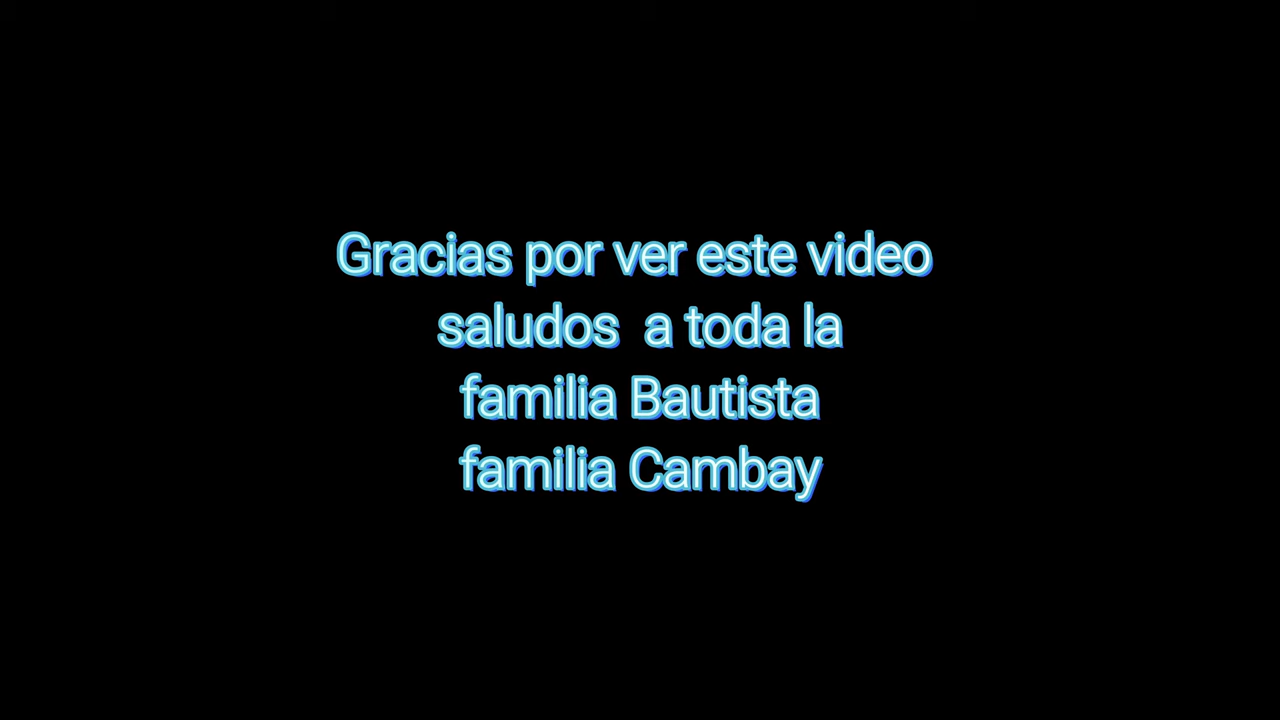 Gracias por ver este video
saludos  a toda la
familia Bautista
familia Cambay